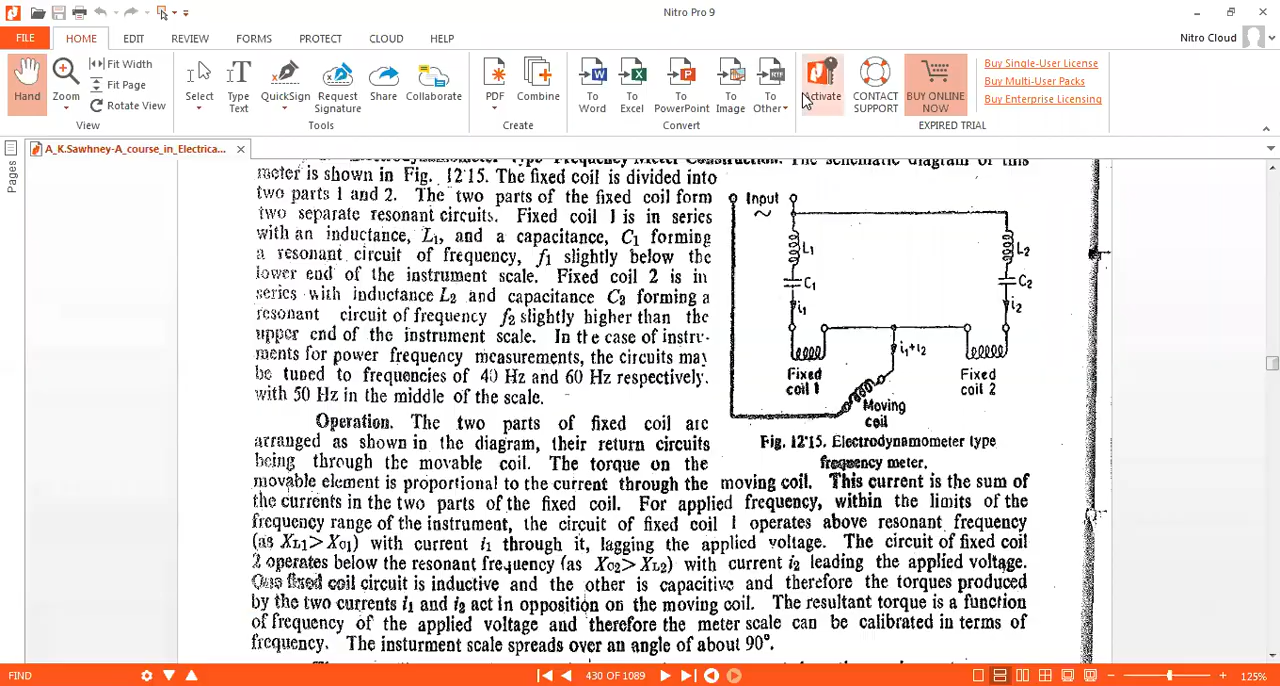 Nitro Pro 9
FILE HOME EDIT REVIEW FORMS PROTECT CLOUD HELP
Nitro Cloud
Hand
Zoom
Fit Width
Fit Page
Rotate View
View
Select
Type Text
QuickSign
Request Signature
Share
Collaborate
Tools
PDF
Combine
Create
To Word
To Excel
To PowerPoint
To Image
To Other
Convert
Activate
CONTACT SUPPORT
BUY ONLINE NOW
Buy Single-User License
Buy Multi-User Packs
Buy Enterprise Licensing
EXPIRED TRIAL
Pages
A_K.Sawhney-A_course_in_Electrica...
Electrodynamometer Type Frequency Meter Construction. The schematic diagram of this
meter is shown in Fig. 12·15. The fixed coil is divided into
two parts 1 and 2. The two parts of the fixed coil form
two separate resonant circuits. Fixed coil 1 is in series
with an inductance, L1, and a capacitance, C1 forming
a resonant circuit of frequency, f1 slightly below the
lower end of the instrument scale. Fixed coil 2 is in
series with inductance L2 and capacitance C2 forming a
resonant circuit of frequency f2 slightly higher than the
upper end of the instrument scale. In the case of instru-
ments for power frequency measurements, the circuits may
be tuned to frequencies of 40 Hz and 60 Hz respectively.
with 50 Hz in the middle of the scale.
Operation. The two parts of fixed coil are
arranged as shown in the diagram, their return circuits
being through the movable coil. The torque on the
movable element is proportional to the current through the moving coil. This current is the sum of
the currents in the two parts of the fixed coil. For applied frequency, within the limits of the
frequency range of the instrument, the circuit of fixed coil 1 operates above resonant frequency
(as XL1>XC1) with current i1 through it, lagging the applied voltage. The circuit of fixed coil
2 operates below the resonant frequency (as XC2> XL2) with current i2 leading the applied voltage.
One fixed coil circuit is inductive and the other is capacitive and therefore the torques produced
by the two currents i1 and i2 act in opposition on the moving coil. The resultant torque is a function
of frequency of the applied voltage and therefore the meter scale can be calibrated in terms of
frequency. The insturment scale spreads over an angle of about 90°.
Input
~
L1
C1
i1
L2
C2
i2
i1+i2
Fixed coil 1
Fixed coil 2
Moving coil
Fig. 12·15. Electrodynamometer type
frequency meter.
FIND
430 OF 1089
125%